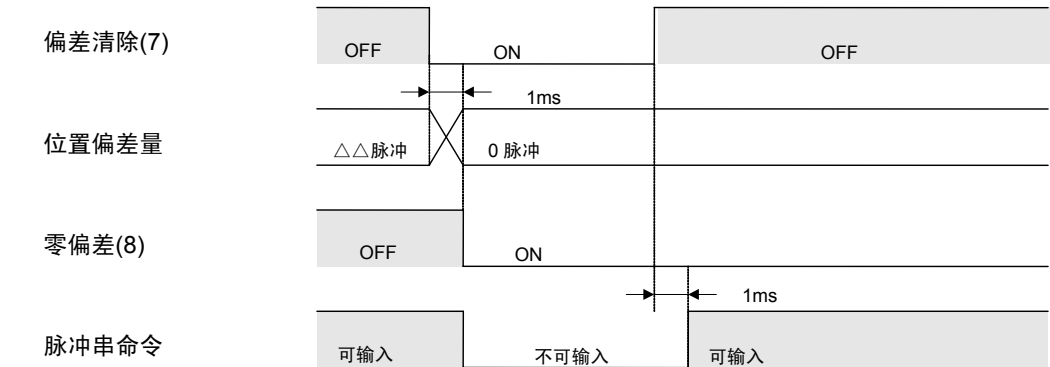 偏差清除(7) OFF ON OFF
1ms
位置偏差量 △△脉冲 0 脉冲
零偏差(8) OFF ON
1ms
脉冲串命令 可输入 不可输入 可输入